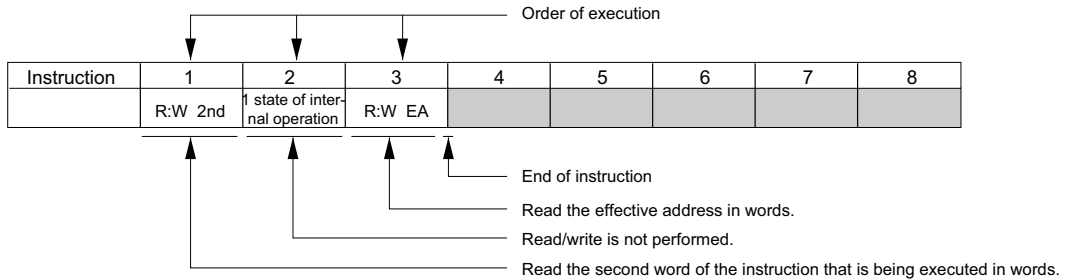 Order of execution
Instruction 1 2 3 4 5 6 7 8
R:W 2nd 1 state of inter- R:W EA
nal operation
End of instruction
Read the effective address in words.
Read/write is not performed.
Read the second word of the instruction that is being executed in words.